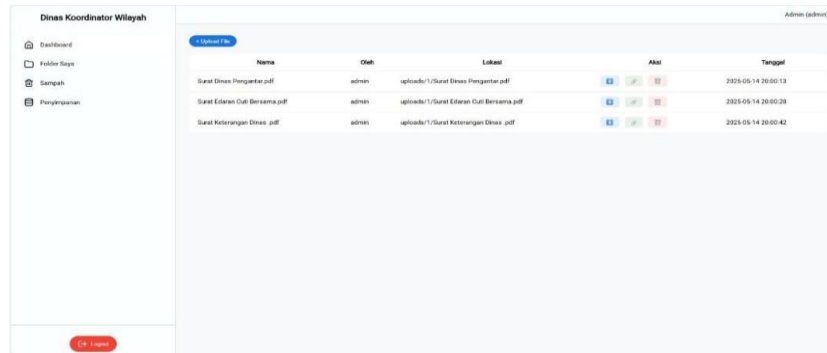 Dinas Koordinator Wilayah
Admin (admin)
Dashboard
Folder Saya
Sampah
Penyimpanan
+ Upload File
Nama Oleh Lokasi Aksi Tanggal
Surat Dinas Pengantar.pdf admin uploads/1/Surat Dinas Pengantar.pdf 2025-05-14 20:00:13
Surat Edaran Cuti Bersama.pdf admin uploads/1/Surat Edaran Cuti Bersama.pdf 2025-05-14 20:00:28
Surat Keterangan Dinas .pdf admin uploads/1/Surat Keterangan Dinas .pdf 2025-05-14 20:00:42
Logout